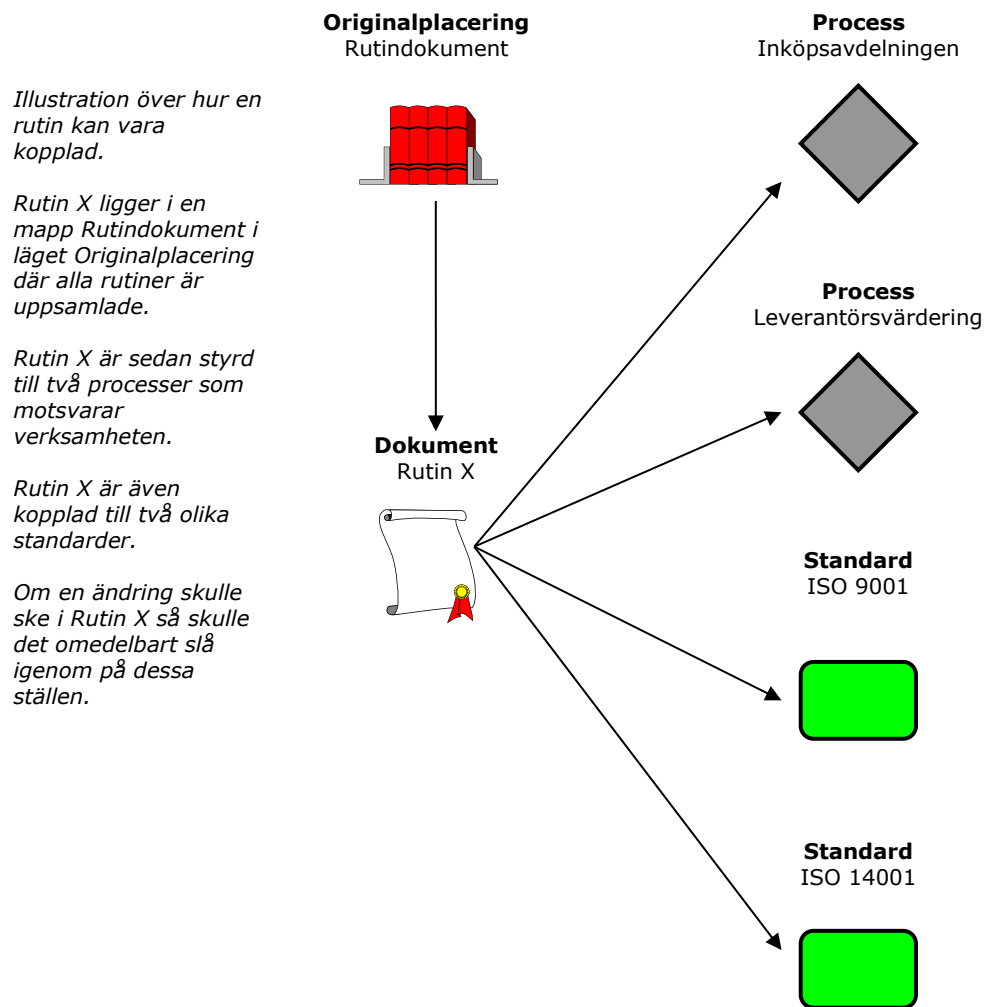 Originalplacering
Rutindokument
Process
Inköpsavdelningen
Illustration över hur en
rutin kan vara
kopplad.
Rutin X ligger i en
mapp Rutindokument i
läget Originalplacering
där alla rutiner är
uppsamlade.
Rutin X är sedan styrd
till två processer som
motsvarar
verksamheten.
Rutin X är även
kopplad till två olika
standarder.
Om en ändring skulle
ske i Rutin X så skulle
det omedelbart slå
igenom på dessa
ställen.
Process
Leverantörsvärdering
Dokument
Rutin X
Standard
ISO 9001
Standard
ISO 14001